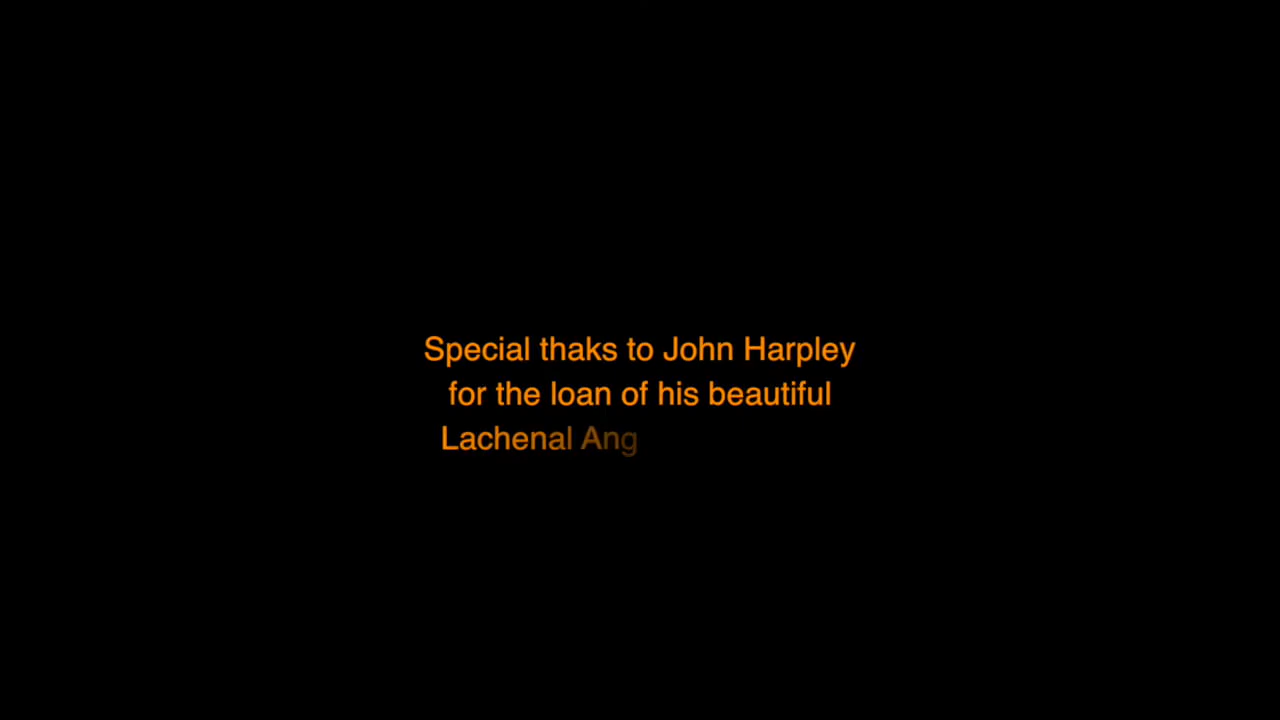 Special thaks to John Harpley
for the loan of his beautiful
Lachenal Ang